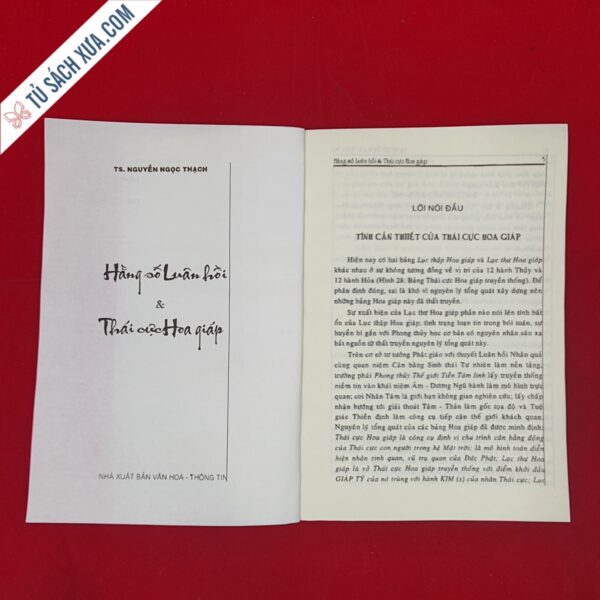 TỦ SÁCH XƯA.COM
TS. NGUYỄN NGỌC THẠCH
Hằng số Luân hồi
&
Thái cực Hoa giáp
NHÀ XUẤT BẢN VĂN HOÁ - THÔNG TIN
Hằng số Luân hồi & Thái cực Hoa giáp 5
LỜI NÓI ĐẦU
TÍNH CẦN THIẾT CỦA THÁI CỰC HOA GIÁP
Hiện nay có hai bảng Lạc thập Hoa giáp và Lạc thư Hoa giáp
khác nhau ở sự không tương đồng về vị trí của 12 hành Thủy và
12 hành Hỏa (Hình 28: Bảng Thái cực Hoa giáp truyền thống). Để
phân định đúng, sai là khó vì nguyên lý tổng quát xây dựng nên
những bảng Hoa giáp này đã thất truyền.
Sự xuất hiện của Lạc thư Hoa giáp phần nào nói lên tính bất
ổn của Lạc thập Hoa giáp; tình trạng loạn tín trong bói toán, sự
huyền bí gắn với Phong thủy học cơ bản có nguyên nhân sâu xa
bắt nguồn từ thất truyền nguyên lý tổng quát này.
Trên cơ sở tư tưởng Phật giáo với thuyết Luân hồi Nhân quả
cùng quan niệm Cân bằng Sinh thái Tự nhiên làm nền tảng,
trường phái Phong thủy Thế giới Tiền Tâm linh lấy truyền thống
niềm tin vào khái niệm Âm - Dương Ngũ hành làm mô hình trực
quan; coi Nhân Tâm là giới hạn không gian nghiên cứu; lấy chấp
nhận hướng tới giải thoát Tâm - Thân làm gốc tọa độ và Tuệ
giác Thiền định làm công cụ tiếp cận thế giới khách quan.
Nguyên lý tổng quát của các bảng Hoa giáp đã được minh định:
Thái cực Hoa giáp là công cụ định vị chu trình cân bằng động
của Thái cực con người trong hệ Mặt trời; là mô hình toán điểm
hiện nhân sinh quan, vũ trụ quan của Đức Phật; Lạc thư Hoa
giáp là vỏ Thái cực Hoa giáp truyền thống với điểm khởi đầu
GIÁP TÝ của nó trùng với hành KIM (z) của nhân Thái cực; Lạc